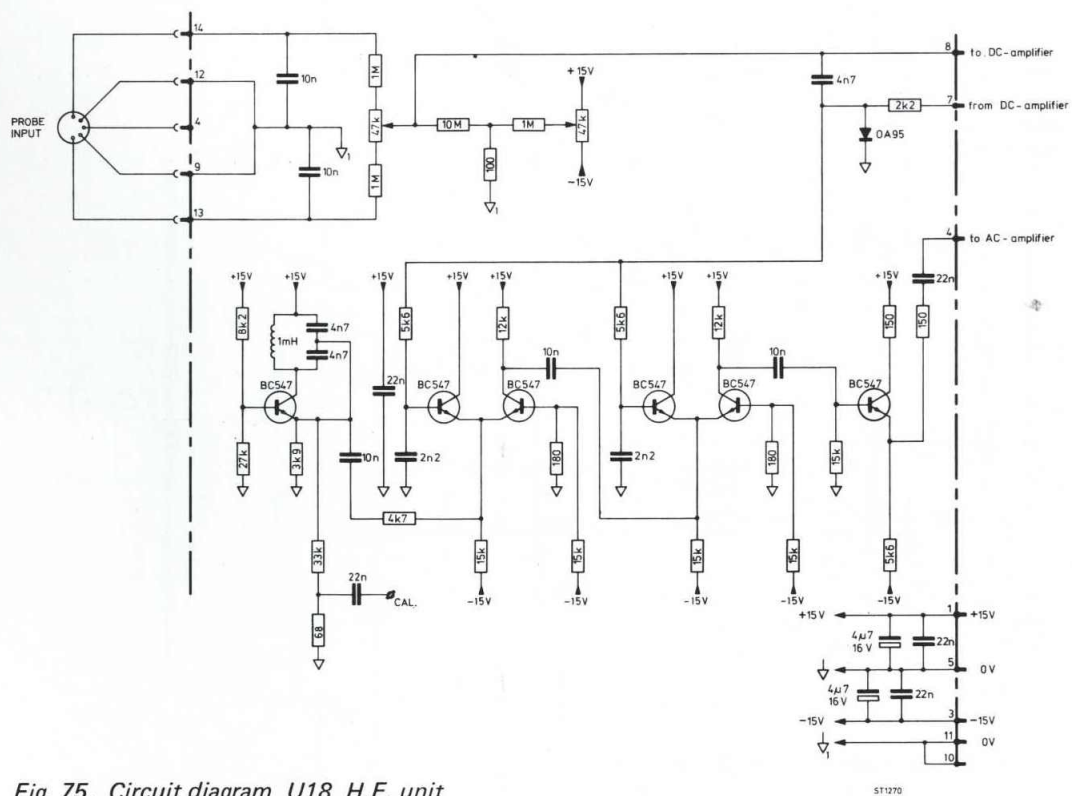 14
12
4
9
13
PROBE INPUT
10n
10n
1M
47k
1M
10M
1M
100
1
1
+15V
47k
-15V
4n7
8
to DC-amplifier
7
from DC-amplifier
2k2
OA95
4
to AC-amplifier
22n
+15V
+15V
+15V
+15V
+15V
+15V
+15V
+15V
8k2
1mH
4n7
4n7
22n
5k6
12k
10n
5k6
12k
10n
150
150
BC547
BC547
BC547
BC547
BC547
BC547
27k
3k9
10n
2n2
180
2n2
180
15k
4k7
33k
15k
15k
15k
15k
5k6
-15V
-15V
-15V
-15V
-15V
22n
CAL.
68
+15V
1
+15V
4µ7
16V
22n
5
0V
4µ7
16V
22n
-15V
3
-15V
11
0V
1
10
Fig. 75. Circuit diagram, U18, H.F. unit
ST1270